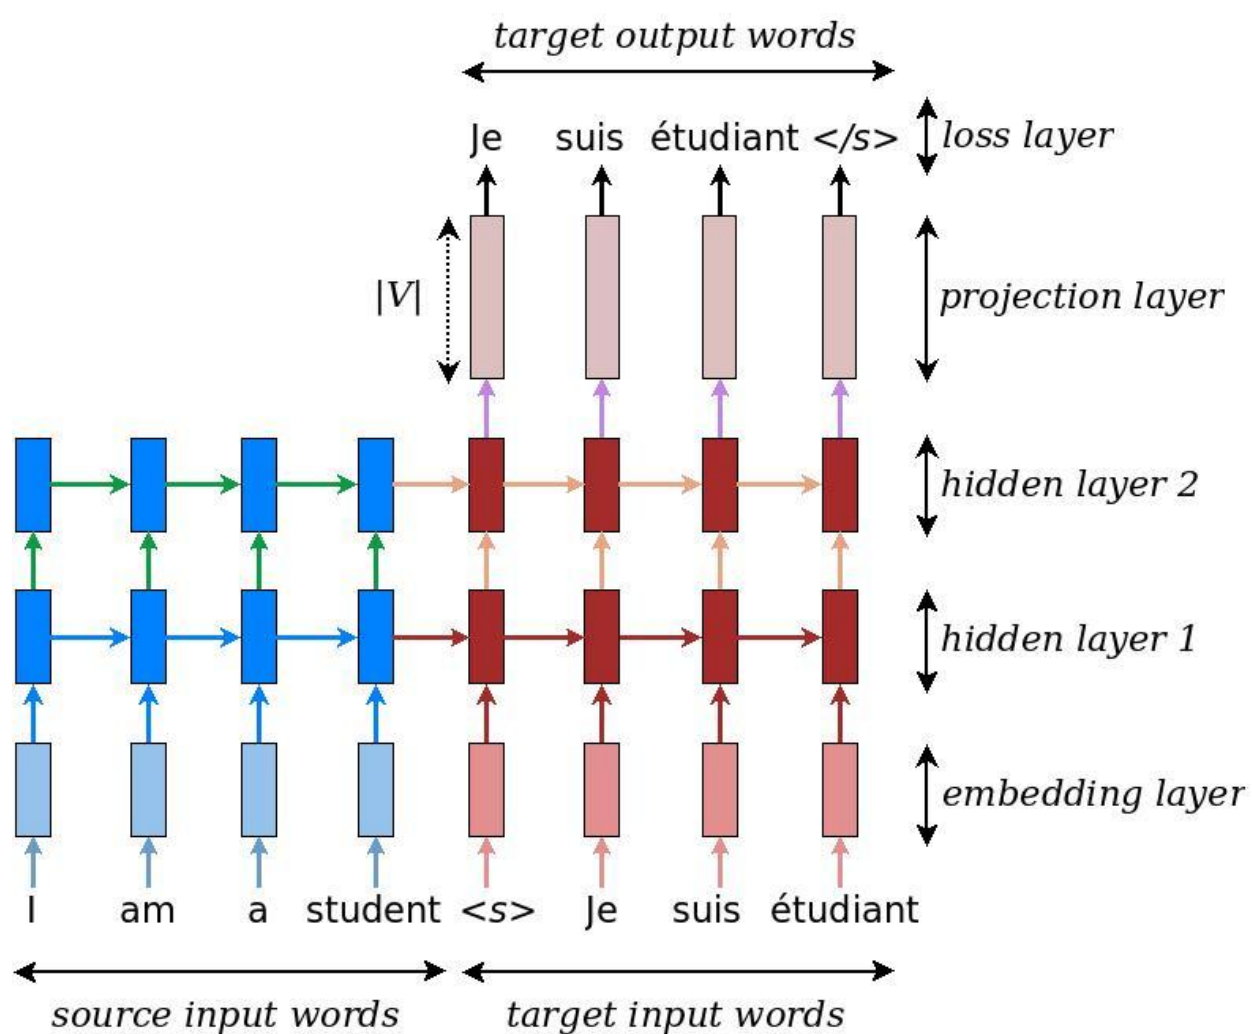 target output words
Je suis étudiant </s>
loss layer
|V|
projection layer
hidden layer 2
hidden layer 1
embedding layer
I am a student <s> Je suis étudiant
source input words
target input words